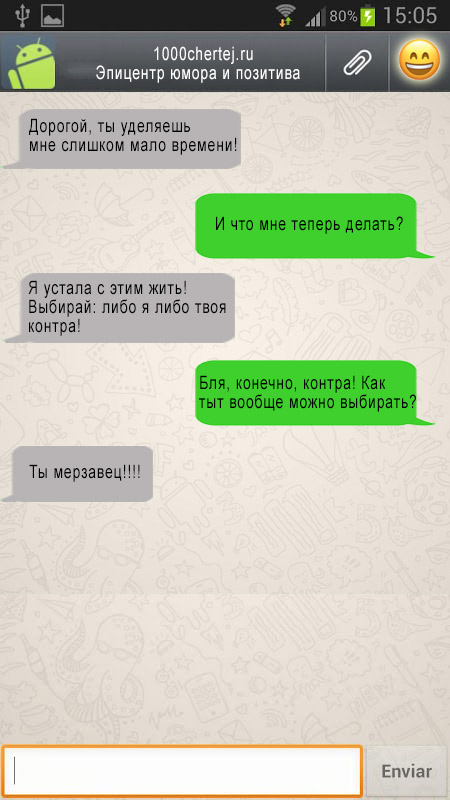 80% 15:05
1000chertej.ru
Эпицентр юмора и позитива
Дорогой, ты уделяешь
мне слишком мало времени!
И что мне теперь делать?
Я устала с этим жить!
Выбирай: либо я либо твоя
контра!
Бля, конечно, контра! Как
тыт вообще можно выбирать?
Ты мерзавец!!!!
Enviar